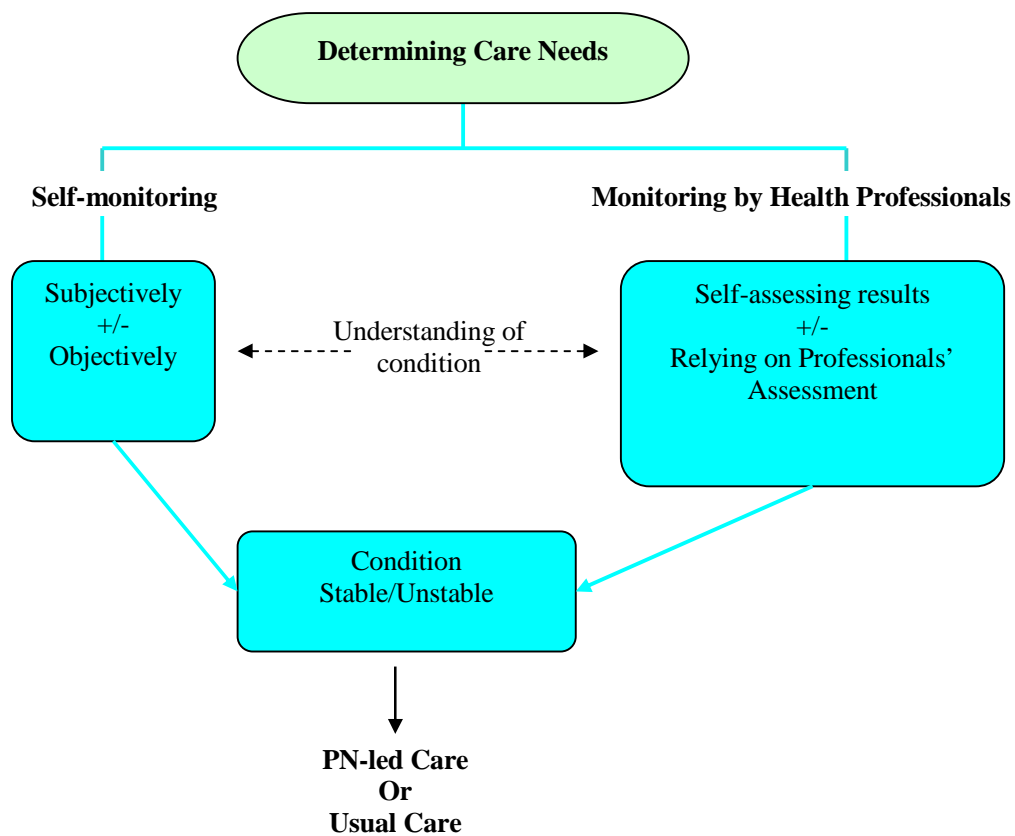 Determining Care Needs
Self-monitoring
Monitoring by Health Professionals
Subjectively
+/-
Objectively
Understanding of
condition
Self-assessing results
+/-
Relying on Professionals’
Assessment
Condition
Stable/Unstable
PN-led Care
Or
Usual Care